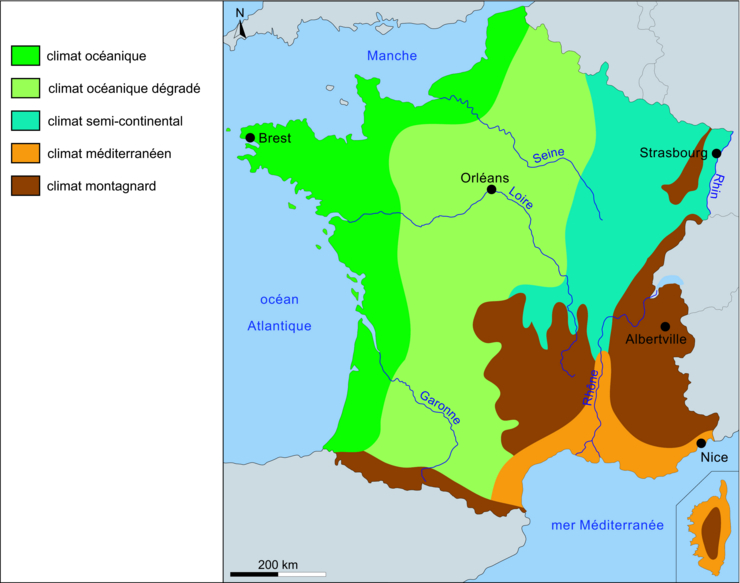 climat océanique
climat océanique dégradé
climat semi-continental
climat méditerranéen
climat montagnard
N
Manche
Brest
Strasbourg
Seine
Orléans
Loire
Rhin
océan
Atlantique
Albertville
Rhône
Garonne
Nice
mer Méditerranée
200 km